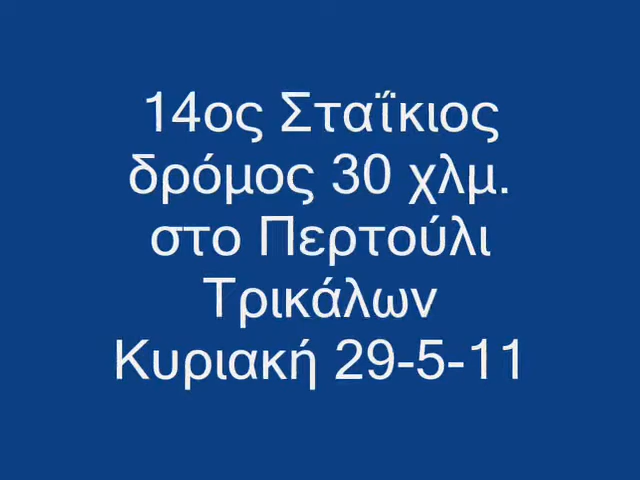 14ος Σταΐκιος
δρόμος 30 χλμ.
στο Περτούλι
Τρικάλων
Κυριακή 29-5-11